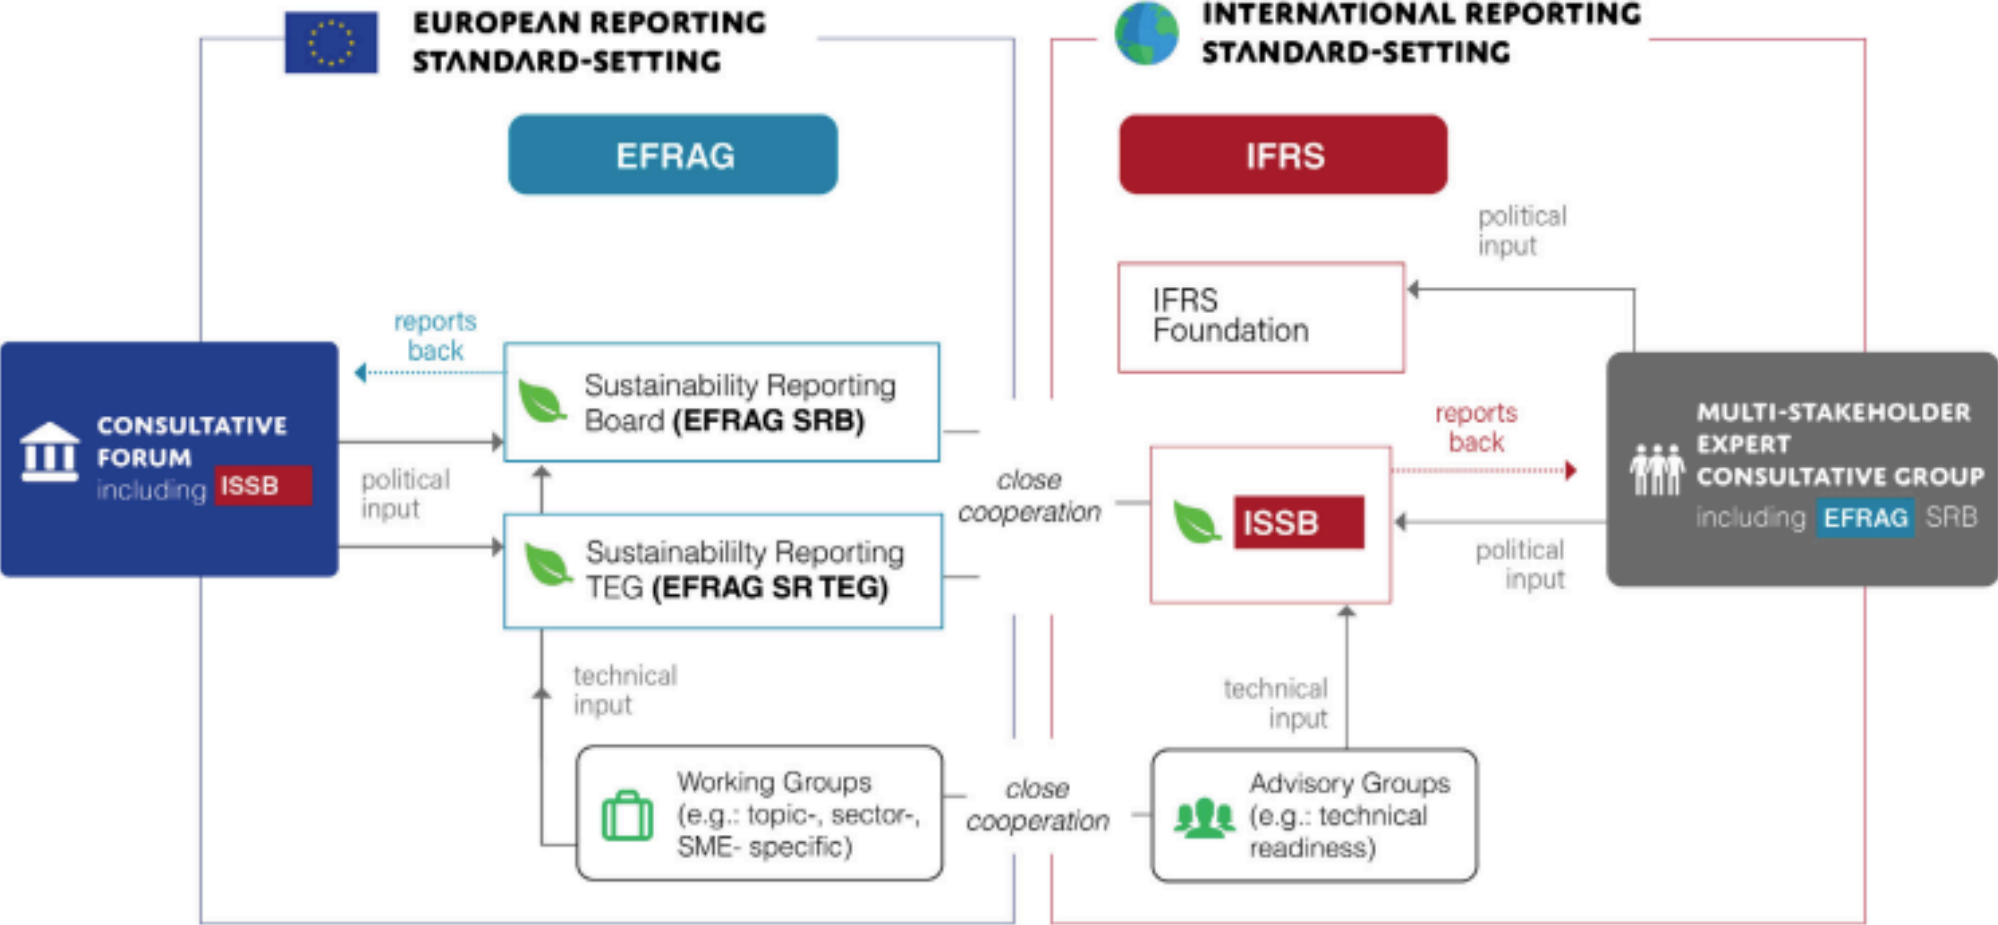 EUROPEAN REPORTING
STANDARD-SETTING
EFRAG
reports
back
CONSULTATIVE
FORUM
including ISSB
political
input
Sustainability Reporting
Board (EFRAG SRB)
Sustainabililty Reporting
TEG (EFRAG SR TEG)
technical
input
Working Groups
(e.g.: topic-, sector-,
SME- specific)
close
cooperation
close
cooperation
INTERNATIONAL REPORTING
STANDARD-SETTING
IFRS
political
input
IFRS
Foundation
reports
back
ISSB
political
input
MULTI-STAKEHOLDER
EXPERT
CONSULTATIVE GROUP
including EFRAG SRB
technical
input
Advisory Groups
(e.g.: technical
readiness)